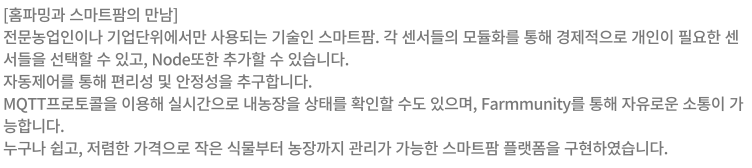 [홈파밍과 스마트팜의 만남]
전문농업인이나 기업단위에서만 사용되는 기술인 스마트팜. 각 센서들의 모듈화를 통해 경제적으로 개인이 필요한 센
서들을 선택할 수 있고, Node또한 추가할 수 있습니다.
자동제어를 통해 편리성 및 안정성을 추구합니다.
MQTT프로토콜을 이용해 실시간으로 내농장을 상태를 확인할 수도 있으며, Farmmunity를 통해 자유로운 소통이 가
능합니다.
누구나 쉽고, 저렴한 가격으로 작은 식물부터 농장까지 관리가 가능한 스마트팜 플랫폼을 구현하였습니다.